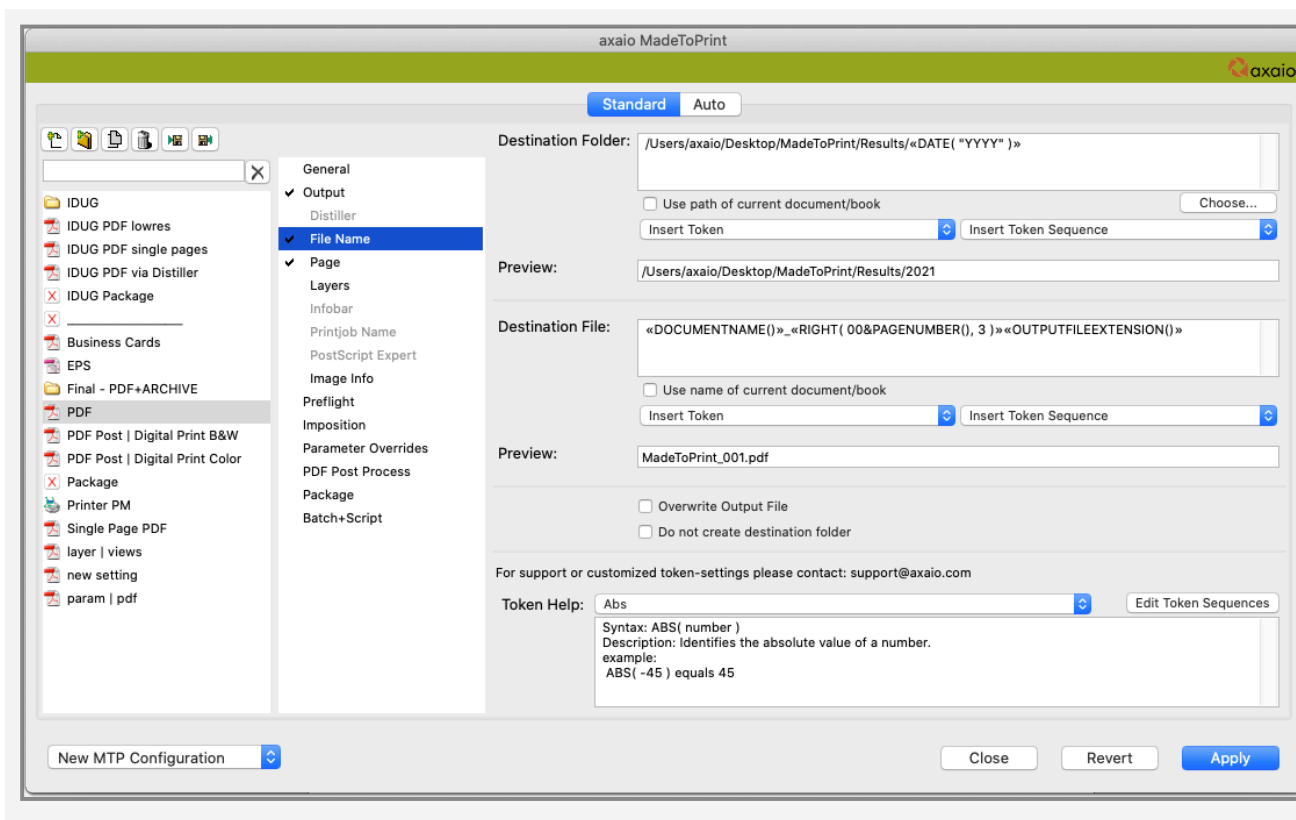 axaio MadeToPrint
axaio
Standard
Auto
IDUG
IDUG PDF lowres
IDUG PDF single pages
IDUG PDF via Distiller
IDUG Package
________________
Business Cards
EPS
Final - PDF+ARCHIVE
PDF
PDF Post | Digital Print B&W
PDF Post | Digital Print Color
Package
Printer PM
Single Page PDF
layer | views
new setting
param | pdf
General
Output
Distiller
File Name
Page
Layers
Infobar
Printjob Name
PostScript Expert
Image Info
Preflight
Imposition
Parameter Overrides
PDF Post Process
Package
Batch+Script
Destination Folder: /Users/axaio/Desktop/MadeToPrint/Results/«DATE( "YYYY" )»
Use path of current document/book
Choose...
Insert Token
Insert Token Sequence
Preview: /Users/axaio/Desktop/MadeToPrint/Results/2021
Destination File: «DOCUMENTNAME()»_«RIGHT( 00&PAGENUMBER(), 3 )»«OUTPUTFILEEXTENSION()»
Use name of current document/book
Insert Token
Insert Token Sequence
Preview: MadeToPrint_001.pdf
Overwrite Output File
Do not create destination folder
For support or customized token-settings please contact: support@axaio.com
Token Help: Abs
Edit Token Sequences
Syntax: ABS( number )
Description: Identifies the absolute value of a number.
example:
ABS( -45 ) equals 45
New MTP Configuration
Close
Revert
Apply